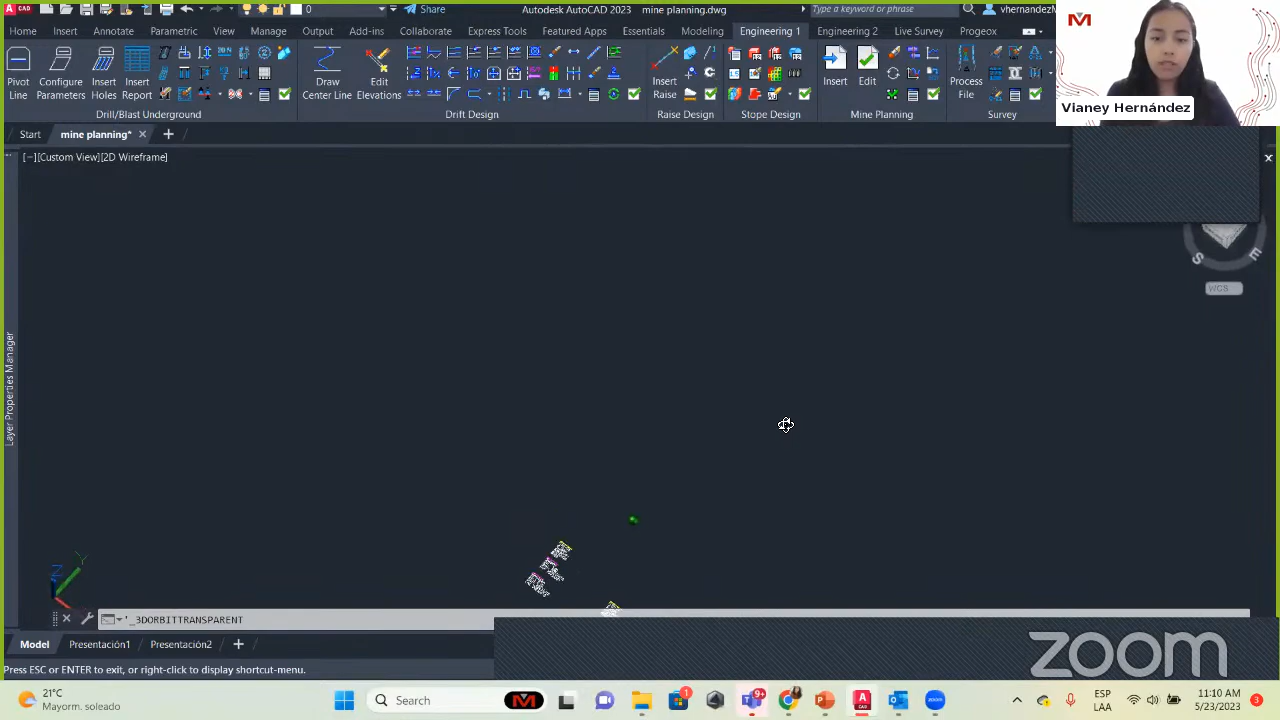 CAD
Share
Autodesk AutoCAD 2023 mine planning.dwg
Type a keyword or phrase
Home Insert Annotate Parametric View Manage Output Add-ins Collaborate Express Tools Featured Apps Essentials Modeling Engineering 1 Engineering 2 Live Survey Progeox
0
Pivot Line
Configure Parameters
Insert Holes
Insert Report
Draw Center Line
Edit Elevations
Insert Raise
Insert
Edit
Process File
Drill/Blast Underground
Drift Design
Raise Design
Stope Design
Mine Planning
Survey
Vianey Hernández
Start
mine planning*
[−][Custom View][2D Wireframe]
Layer Properties Manager
S E
WCS
Z Y
'_3DORBITTRANSPARENT
Model Presentación1 Presentación2
Press ESC or ENTER to exit, or right-click to display shortcut-menu.
zoom
21°C
Mayorm. soleado
Search
1
9+
ESP
LAA
11:10 AM
5/23/2023
3